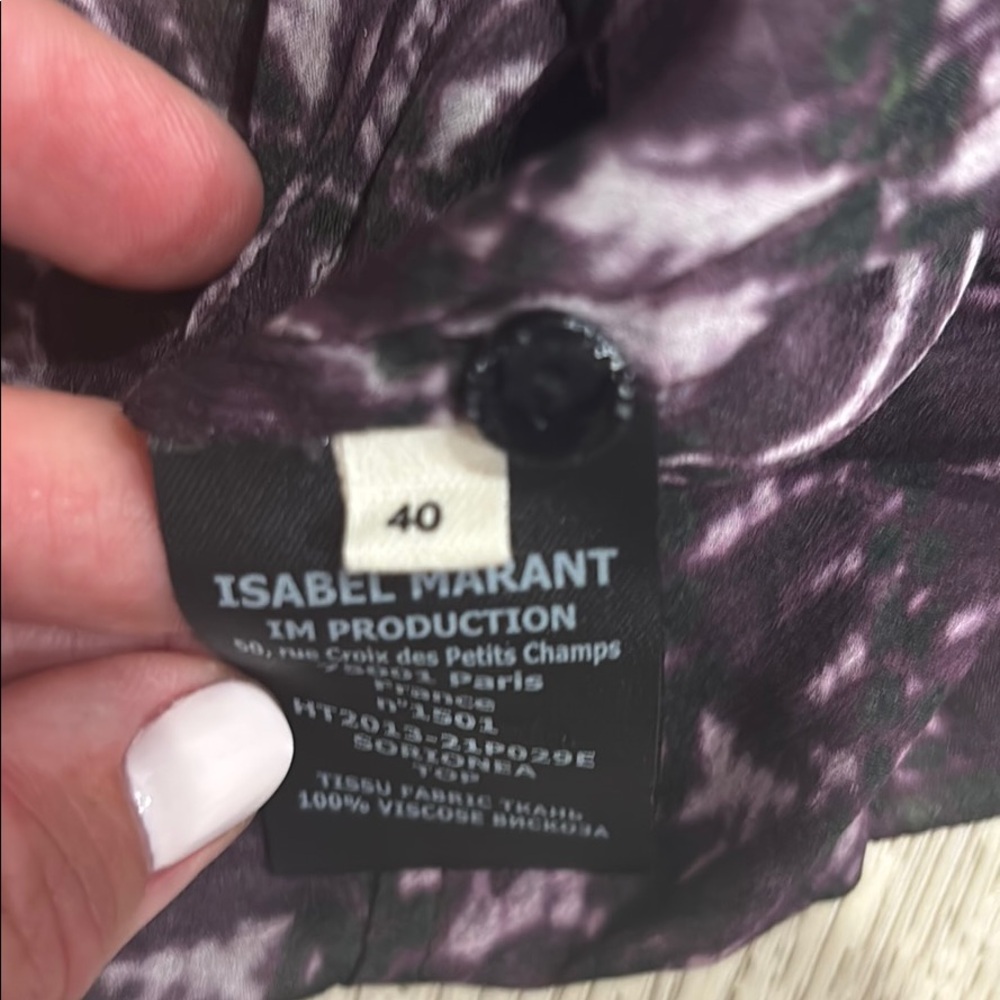 40
ISABEL MARANT
IM PRODUCTION
50, rue Croix des Petits Champs
75001 Paris
France
n°1501
HT2013-21P029E
SORIONEA
TOP
TISSU FABRIC ТКАНЬ
100% VISCOSE ВИСКОЗА